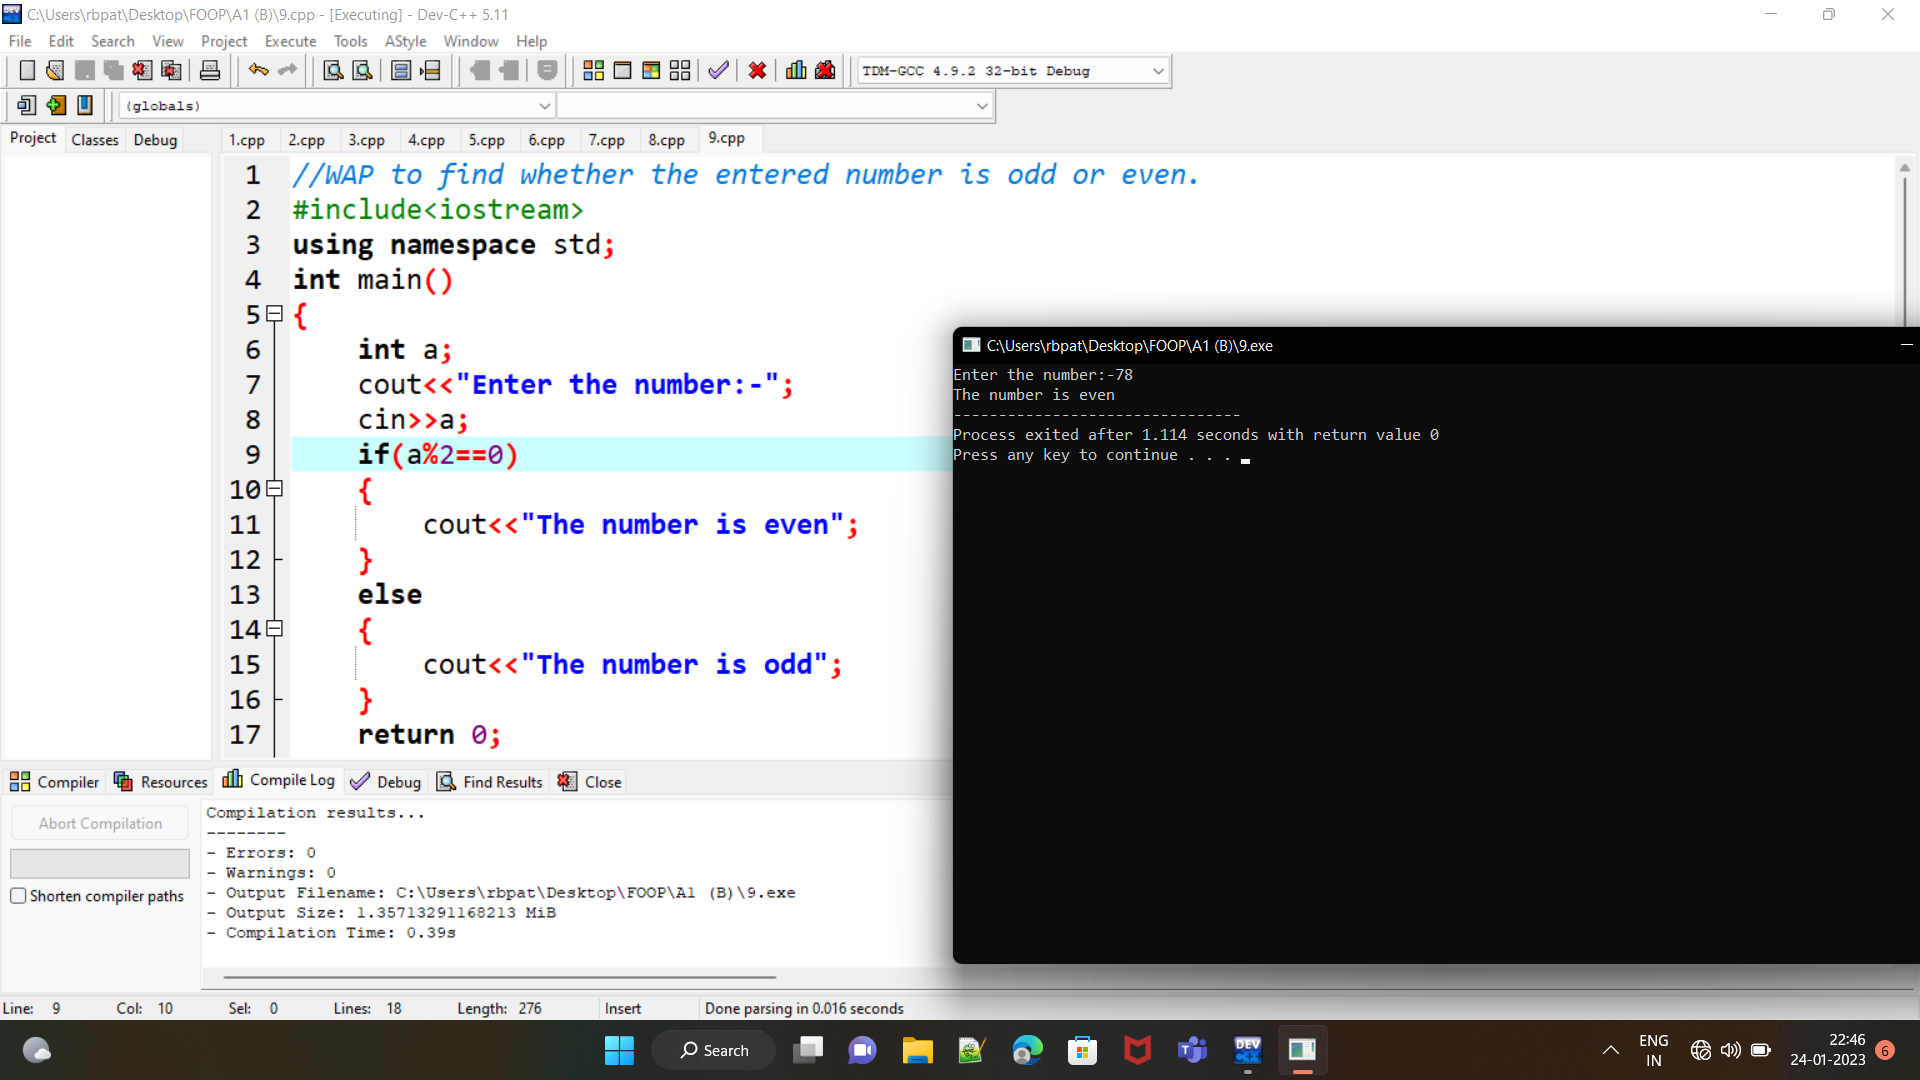 C:\Users\rbpat\Desktop\FOOP\A1 (B)\9.cpp - [Executing] - Dev-C++ 5.11
File Edit Search View Project Execute Tools AStyle Window Help
TDM-GCC 4.9.2 32-bit Debug
(globals)
Project Classes Debug
1.cpp 2.cpp 3.cpp 4.cpp 5.cpp 6.cpp 7.cpp 8.cpp 9.cpp
1 //WAP to find whether the entered number is odd or even.
2 #include<iostream>
3 using namespace std;
4 int main()
5 {
6 int a;
7 cout<<"Enter the number:-";
8 cin>>a;
9 if(a%2==0)
10 {
11 cout<<"The number is even";
12 }
13 else
14 {
15 cout<<"The number is odd";
16 }
17 return 0;
C:\Users\rbpat\Desktop\FOOP\A1 (B)\9.exe
Enter the number:-78
The number is even
--------------------------------
Process exited after 1.114 seconds with return value 0
Press any key to continue . . .
Compiler Resources Compile Log Debug Find Results Close
Abort Compilation
Shorten compiler paths
Compilation results...
--------
- Errors: 0
- Warnings: 0
- Output Filename: C:\Users\rbpat\Desktop\FOOP\A1 (B)\9.exe
- Output Size: 1.35713291168213 MiB
- Compilation Time: 0.39s
Line: 9 Col: 10 Sel: 0 Lines: 18 Length: 276 Insert Done parsing in 0.016 seconds
Search
DEV
C++
ENG
IN
22:46
24-01-2023
6